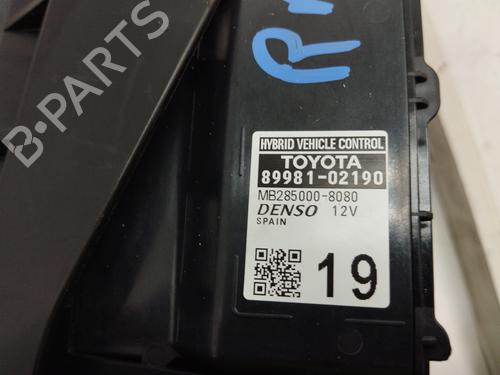 B-PARTS
R
HYBRID VEHICLE CONTROL
TOYOTA
89981-02190
MB285000-8080
DENSO 12V
SPAIN
19